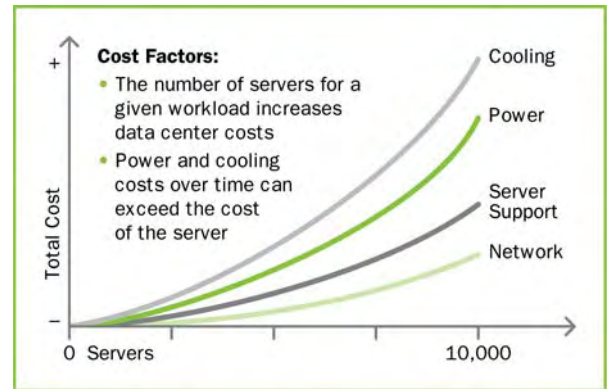 +
Cost Factors:
• The number of servers for a
given workload increases
data center costs
• Power and cooling
costs over time can
exceed the cost
of the server
Cooling
Power
Server
Support
Network
Total Cost
–
0 Servers
10,000